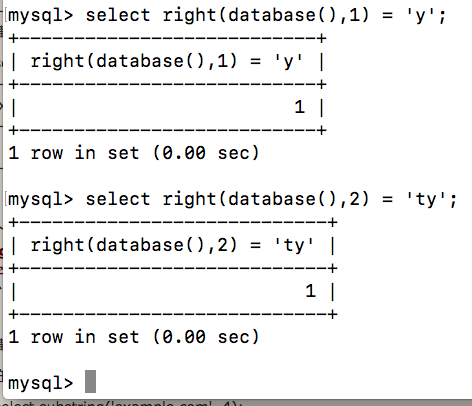 mysql> select right(database(),1) = 'y';
+---------------------------+
| right(database(),1) = 'y' |
+---------------------------+
|                         1 |
+---------------------------+
1 row in set (0.00 sec)
mysql> select right(database(),2) = 'ty';
+----------------------------+
| right(database(),2) = 'ty' |
+----------------------------+
|                          1 |
+----------------------------+
1 row in set (0.00 sec)
mysql>